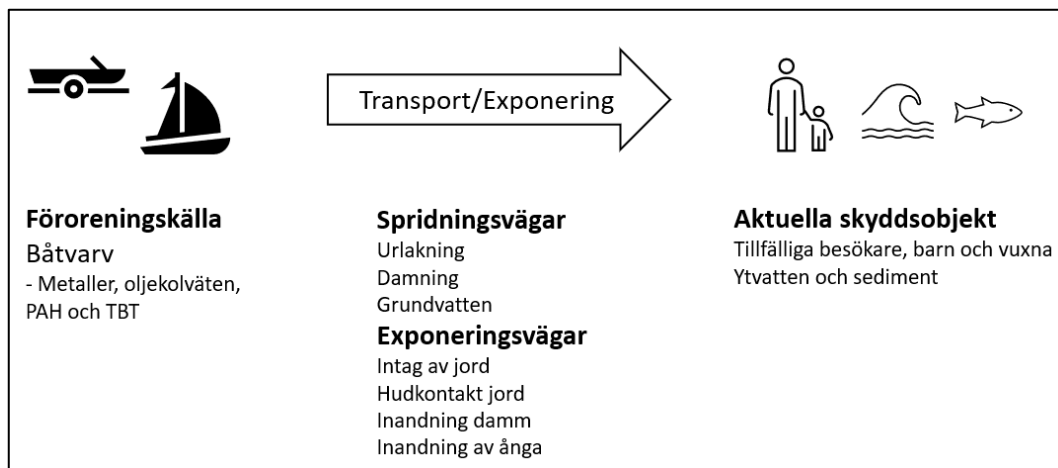 Transport/Exponering
Föroreningskälla
Båtvarv
- Metaller, oljekolväten,
PAH och TBT
Spridningsvägar
Urlakning
Damning
Grundvatten
Exponeringsvägar
Intag av jord
Hudkontakt jord
Inandning damm
Inandning av ånga
Aktuella skyddsobjekt
Tillfälliga besökare, barn och vuxna
Ytvatten och sediment